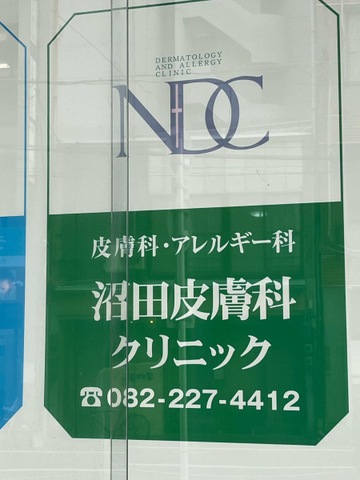 DERMATOLOGY
AND ALLERGY
CLINIC
NDC
皮膚科・アレルギー科
沼田皮膚科
クリニック
☎082-227-4412